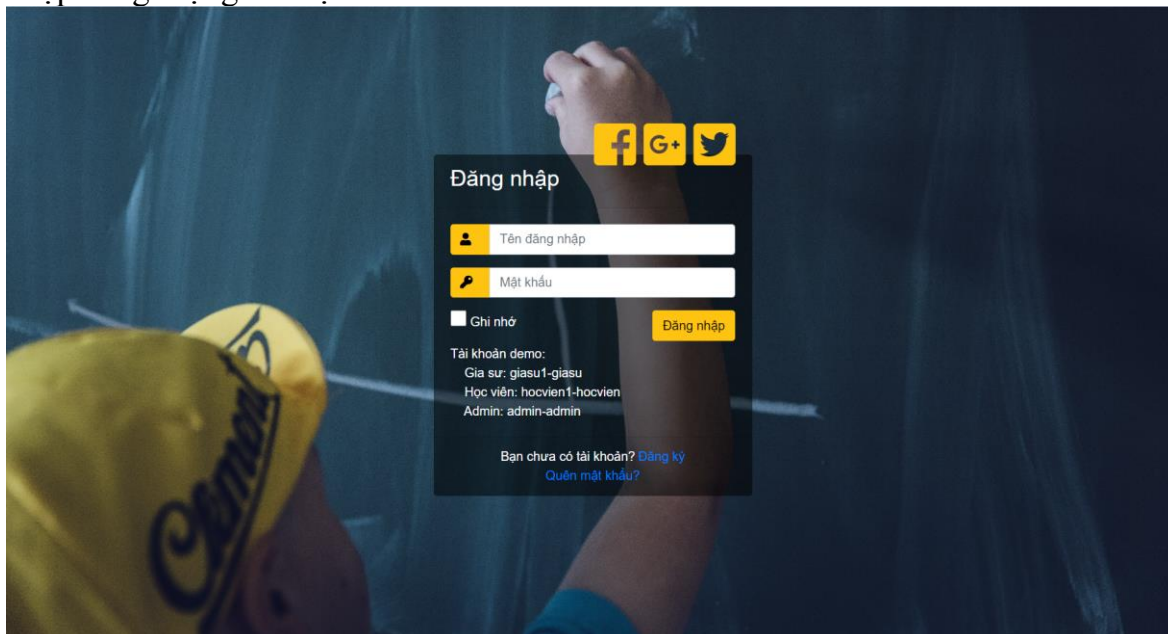 Đăng nhập
Tên đăng nhập
Mật khẩu
Ghi nhớ
Đăng nhập
Tài khoản demo:
Gia sư: giasu1-giasu
Học viên: hocvien1-hocvien
Admin: admin-admin
Bạn chưa có tài khoản? Đăng ký
Quên mật khẩu?